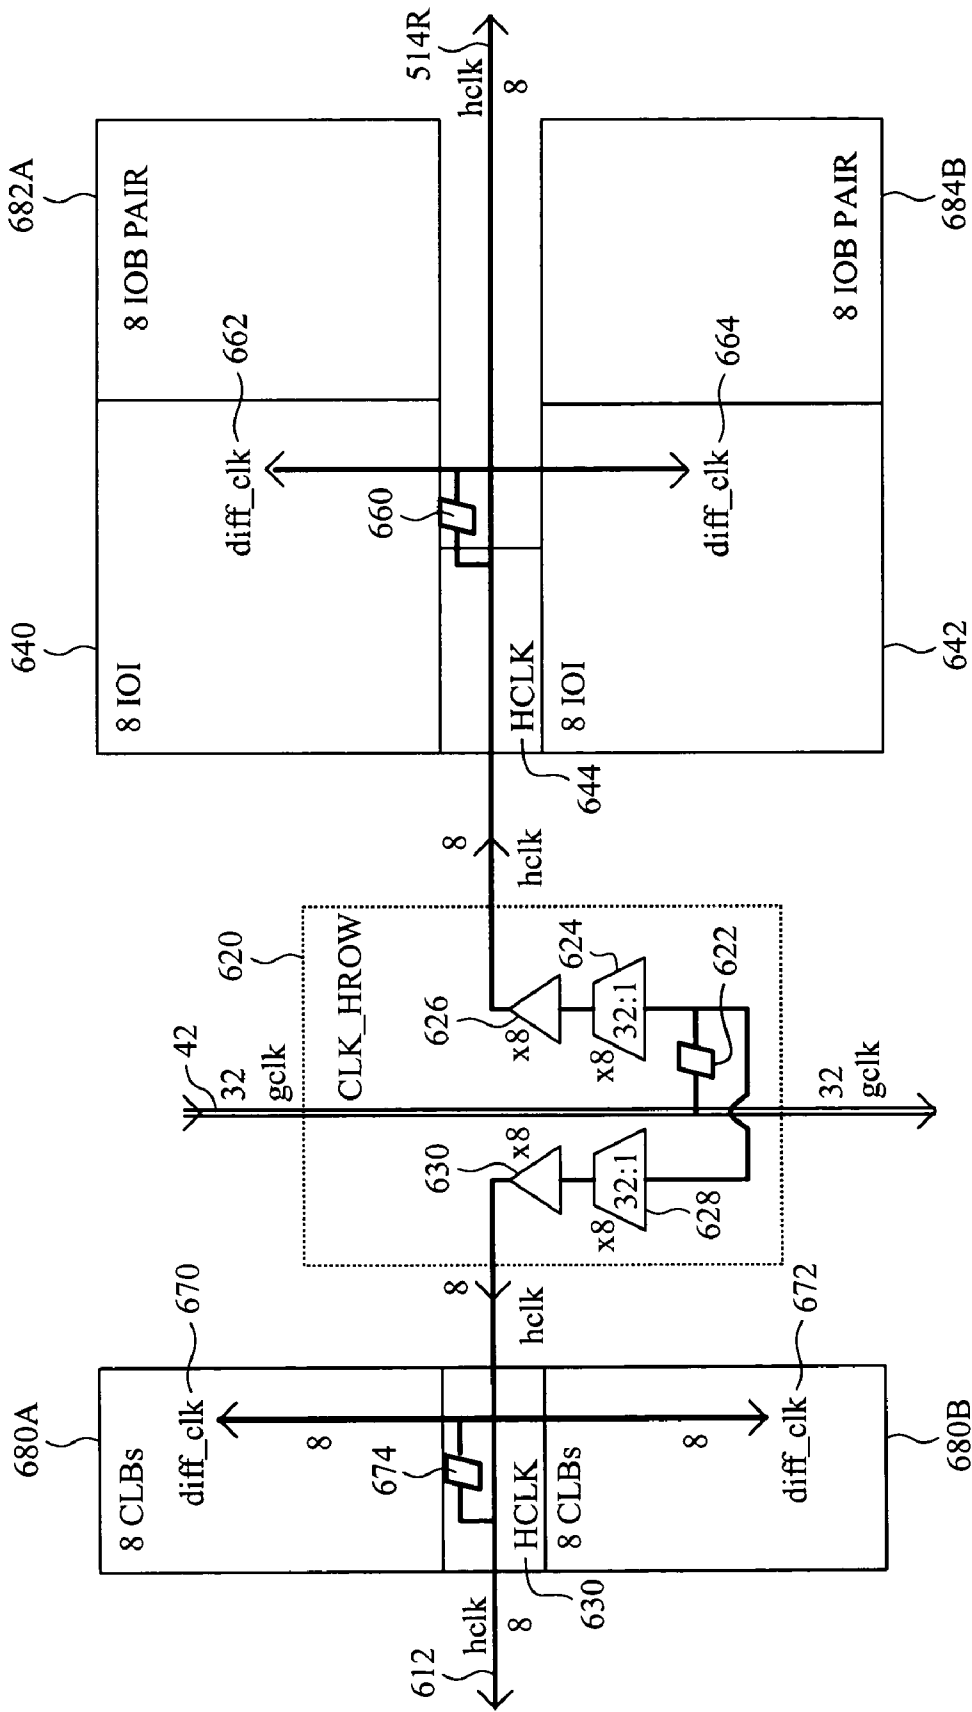 680A
8 CLBs
diff_clk
670
8
674
612
hclk
8
HCLK
630
8 CLBs
8
diff_clk
672
680B
8
hclk
620
42
32
gclk
CLK_HROW
630
x8
x8
32:1
628
626
x8
624
x8
32:1
622
32
gclk
8
hclk
640
8 IOI
diff_clk
662
682A
8 IOB PAIR
660
HCLK
644
514R
hclk
8
8 IOI
diff_clk
664
642
8 IOB PAIR
684B